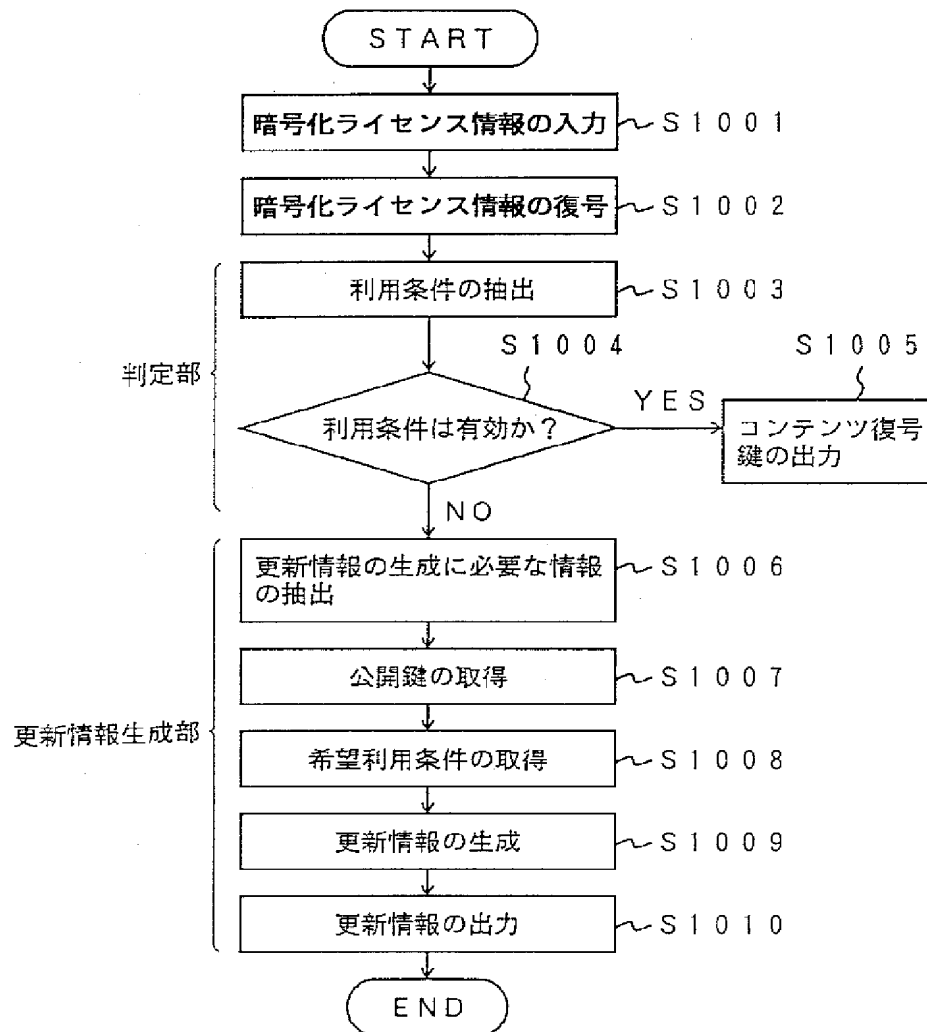 START
暗号化ライセンス情報の入力
S1001
暗号化ライセンス情報の復号
S1002
利用条件の抽出
S1003
判定部
S1004
利用条件は有効か?
YES
S1005
コンテンツ復号
鍵の出力
NO
更新情報の生成に必要な情報
の抽出
S1006
公開鍵の取得
S1007
更新情報生成部
希望利用条件の取得
S1008
更新情報の生成
S1009
更新情報の出力
S1010
END